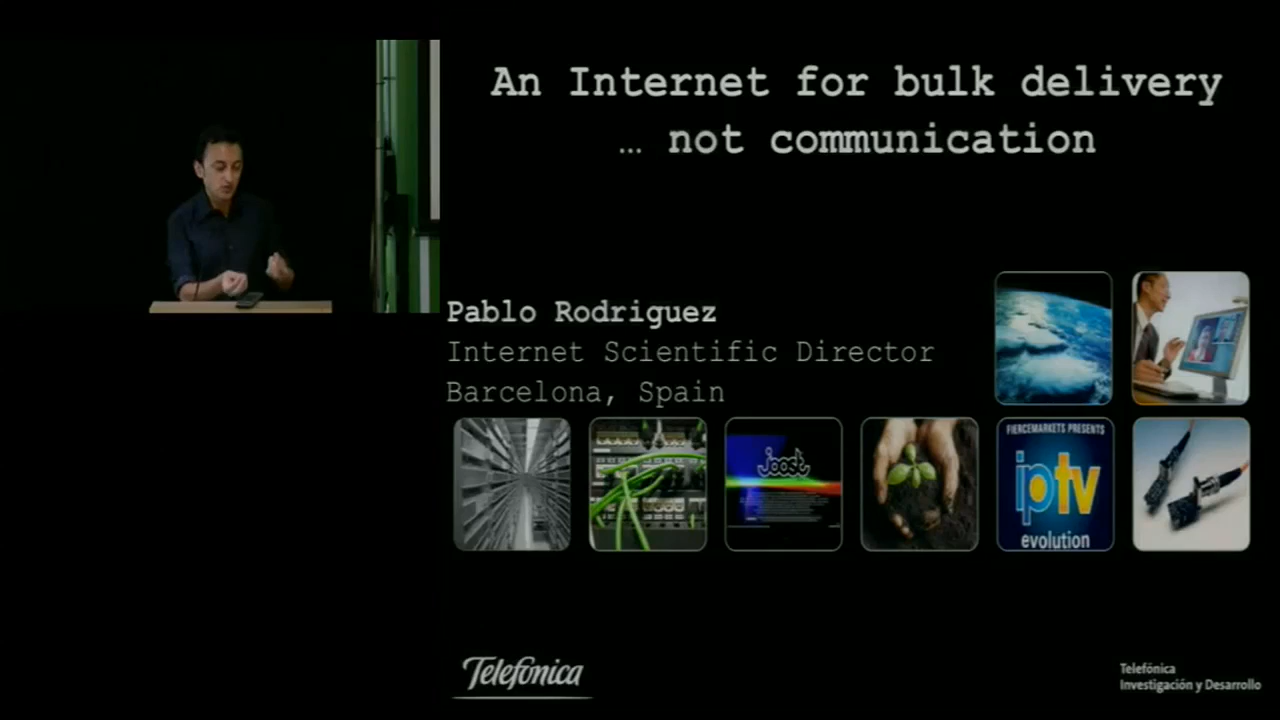 An Internet for bulk delivery
… not communication
Pablo Rodriguez
Internet Scientific Director
Barcelona, Spain
joost
FIERCEMARKETS PRESENTS
iptv
evolution
Telefónica
Telefónica
Investigación y Desarrollo